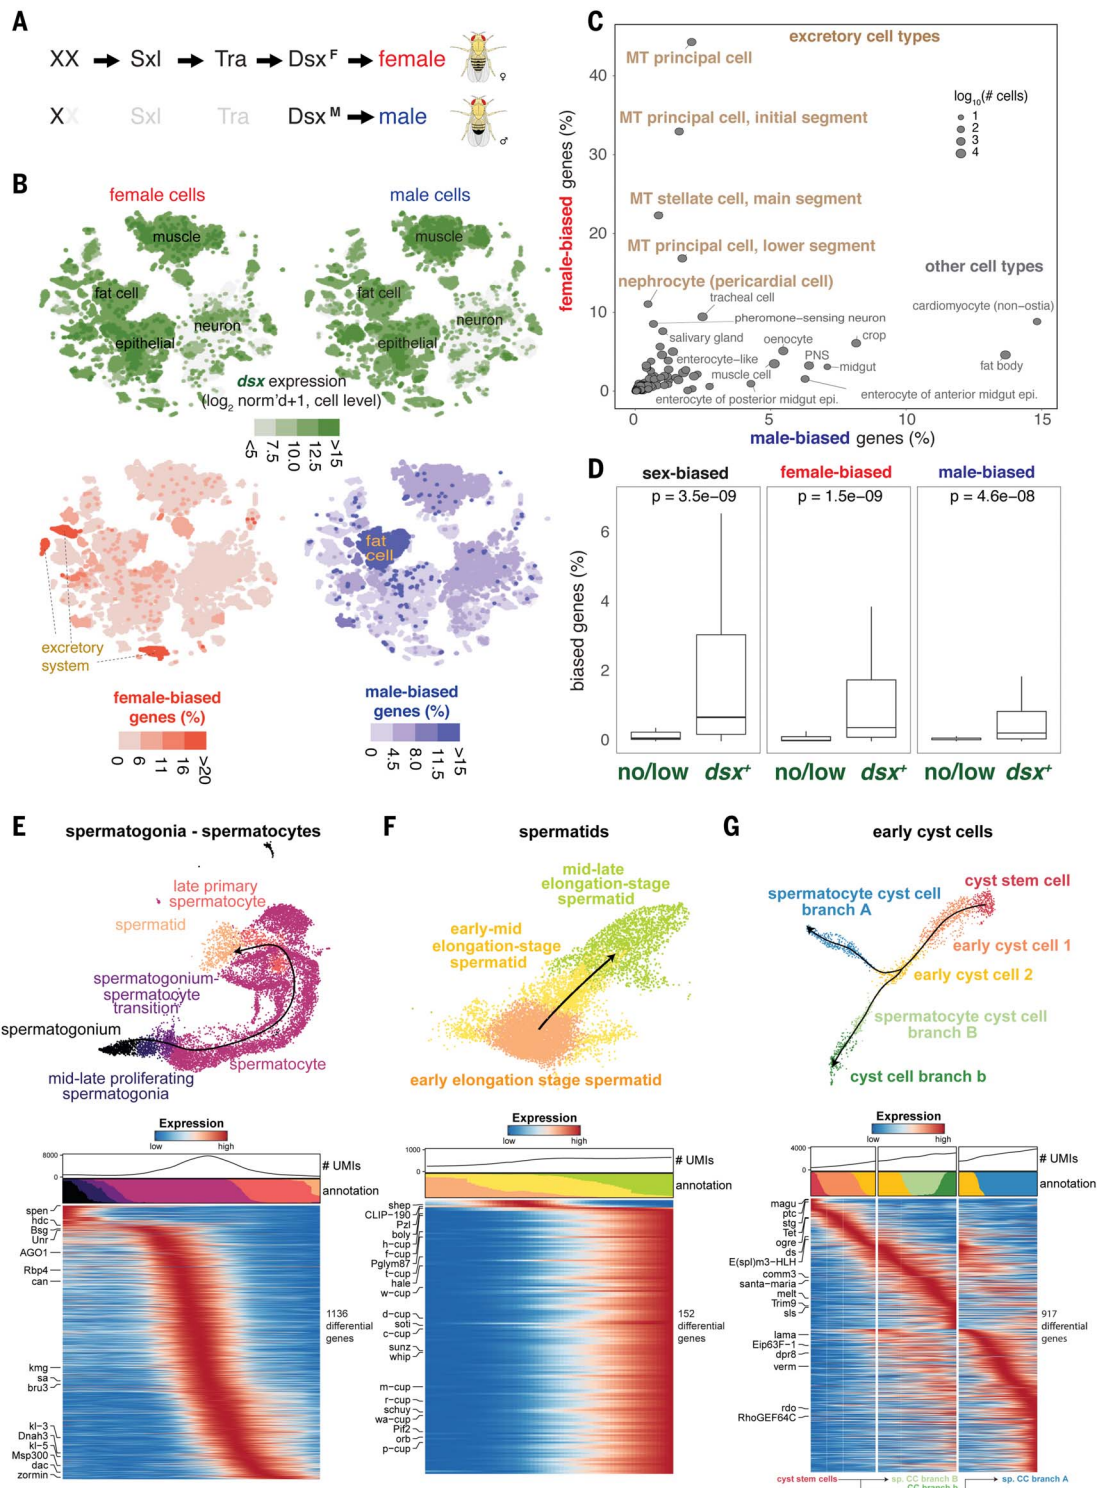 A
XX Sxl Tra Dsx F female
♀
XX Sxl Tra Dsx M male
♂
B
female cells
male cells
muscle
fat cell
neuron
epithelial
muscle
fat cell
neuron
epithelial
dsx expression
(log2 norm'd+1, cell level)
<5
7.5
10.0
12.5
>15
excretory
system
fat
cell
female-biased
genes (%)
0
6
11
16
>20
male-biased
genes (%)
0
4.5
8.0
11.5
>15
C
excretory cell types
MT principal cell
log10(# cells)
1
2
3
4
MT principal cell, initial segment
MT stellate cell, main segment
MT principal cell, lower segment
other cell types
nephrocyte (pericardial cell)
tracheal cell
cardiomyocyte (non-ostia)
pheromone-sensing neuron
salivary gland
oenocyte
crop
enterocyte-like
PNS
midgut
fat body
muscle cell
enterocyte of posterior midgut epi.
enterocyte of anterior midgut epi.
40
30
20
10
0
female-biased genes (%)
0
5
10
15
male-biased genes (%)
D
sex-biased
female-biased
male-biased
p = 3.5e-09
p = 1.5e-09
p = 4.6e-08
biased genes (%)
6
4
2
0
no/low dsx+
no/low dsx+
no/low dsx+
E
spermatogonia - spermatocytes
late primary
spermatocyte
spermatid
spermatogonium-
spermatocyte
transition
spermatogonium
spermatocyte
mid-late proliferating
spermatogonia
Expression
low
high
6000
0
# UMIs
annotation
spen
hdc
Bsg
Unr
AGO1
Rbp4
can
kmg
sa
bru3
kl-3
Dnah3
kl-5
Msp300
dac
zormin
1136
differential
genes
F
spermatids
mid-late
elongation-stage
spermatid
early-mid
elongation-stage
spermatid
early elongation stage spermatid
Expression
low
high
1000
0
# UMIs
annotation
shep
CLIP-190
Pzl
boly
h-cup
f-cup
Pglym87
t-cup
hale
w-cup
d-cup
soti
c-cup
sunz
whip
m-cup
r-cup
schuy
wa-cup
Pif2
orb
p-cup
152
differential
genes
G
early cyst cells
cyst stem cell
spermatocyte cyst cell
branch A
early cyst cell 1
early cyst cell 2
spermatocyte cyst cell
branch B
cyst cell branch b
Expression
low
high
4000
0
# UMIs
annotation
magu
ptc
stg
Tet
ogre
ds
E(spl)m3-HLH
comm3
santa-maria
melt
Trim9
sls
lama
Eip63F-1
dpr8
verm
rdo
RhoGEF64C
917
differential
genes
cyst stem cells
sp. CC branch B
CC branch b
sp. CC branch A